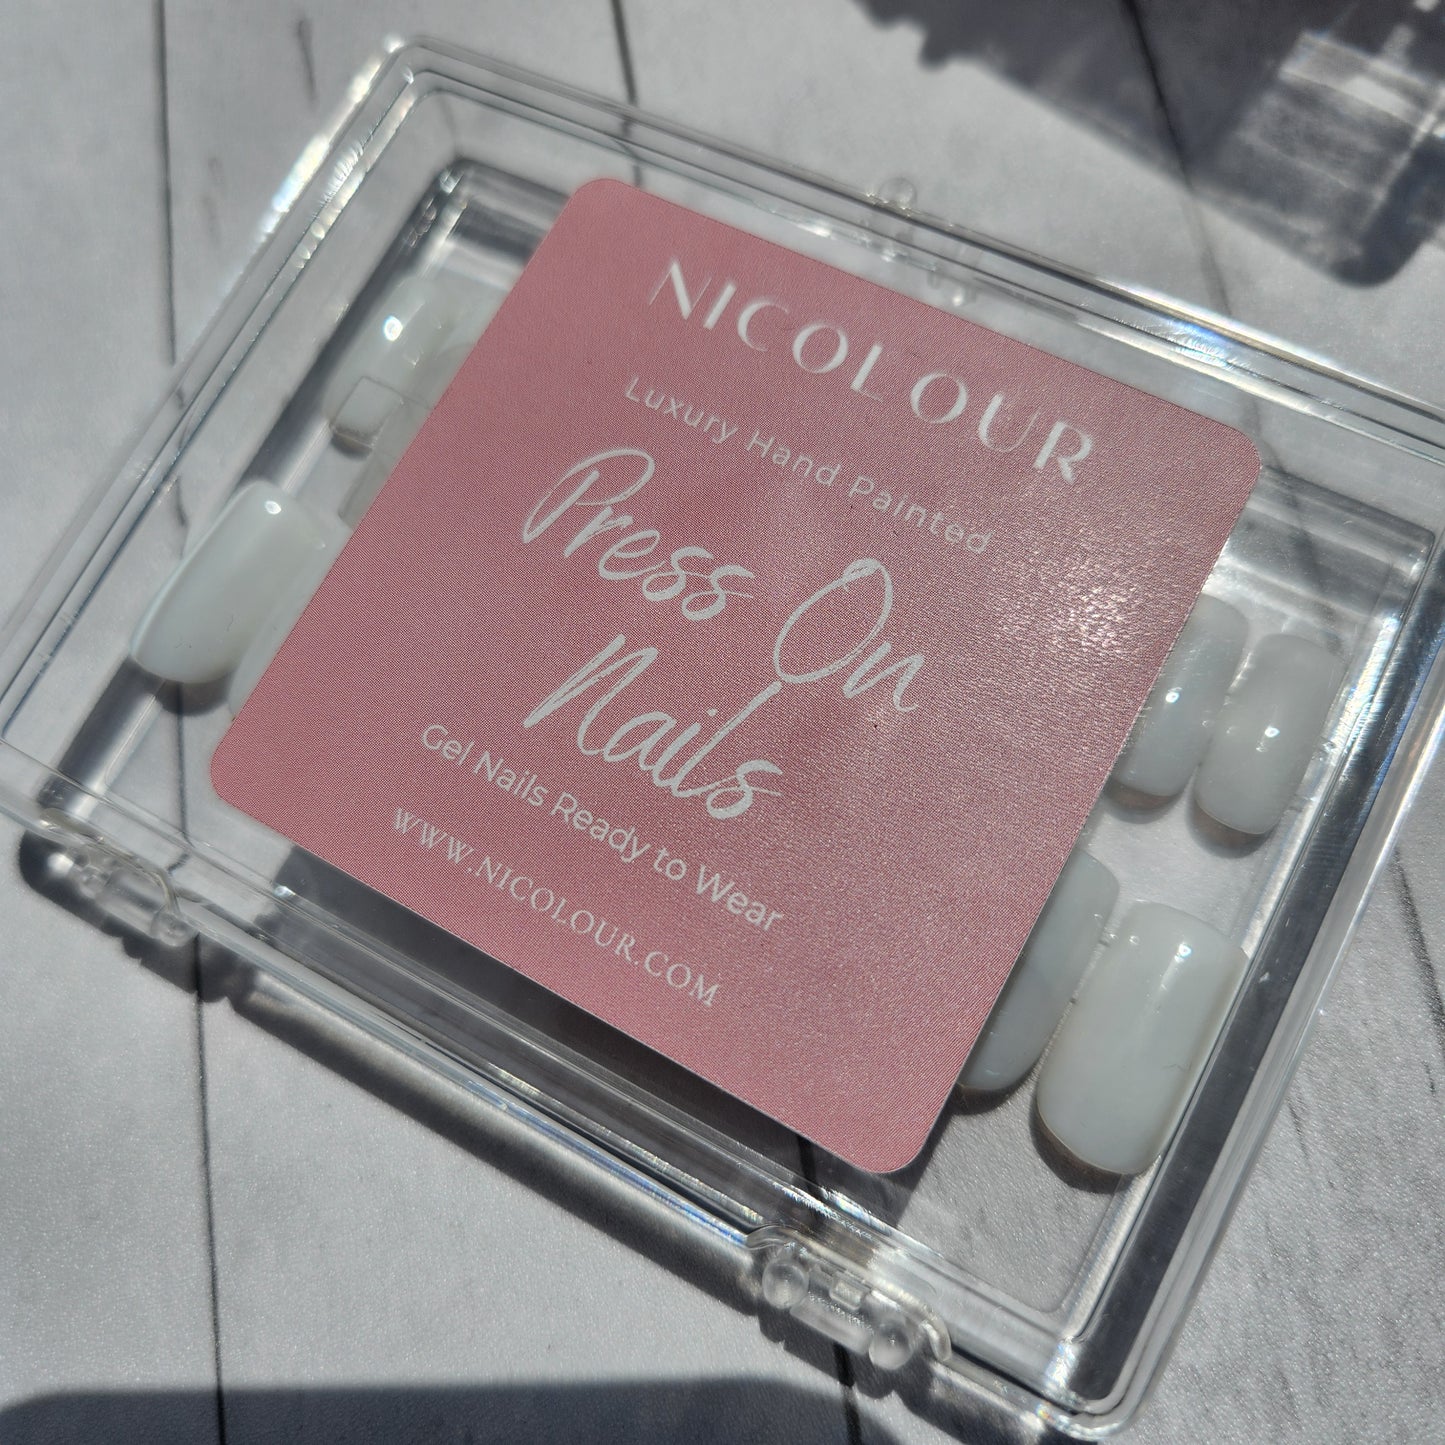 NICOLOUR
Luxury Hand Painted
Press On
Nails
Gel Nails Ready to Wear
WWW.NICOLOUR.COM